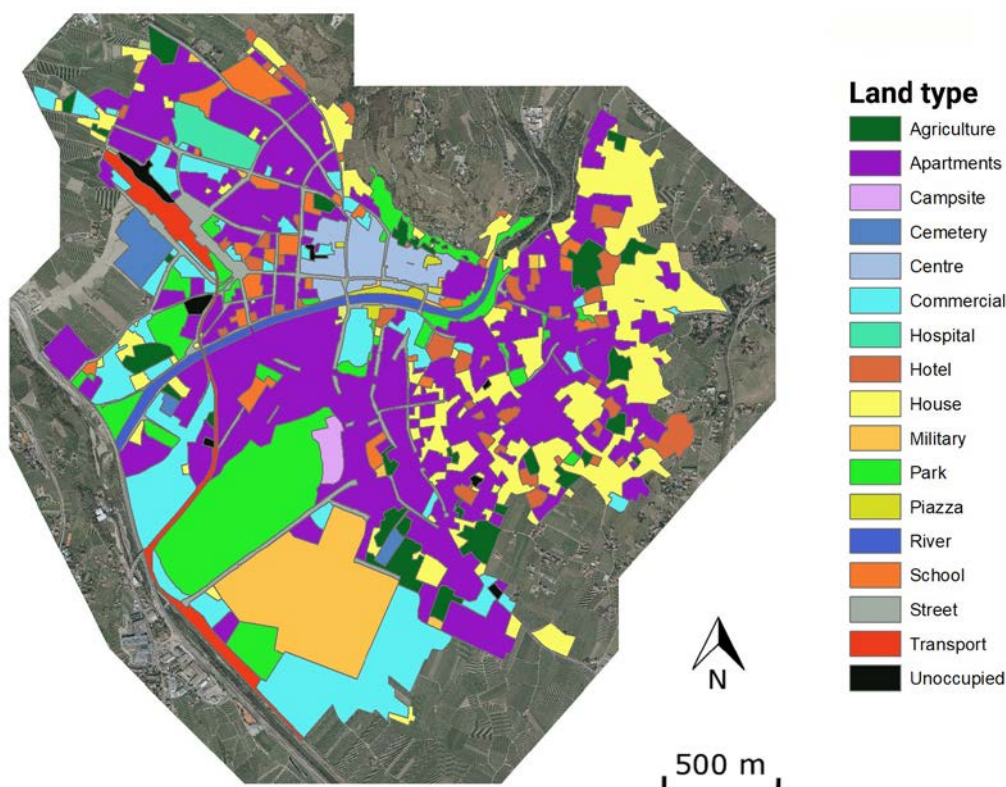 Land type
Agriculture
Apartments
Campsite
Cemetery
Centre
Commercial
Hospital
Hotel
House
Military
Park
Piazza
River
School
Street
Transport
Unoccupied
N
500 m